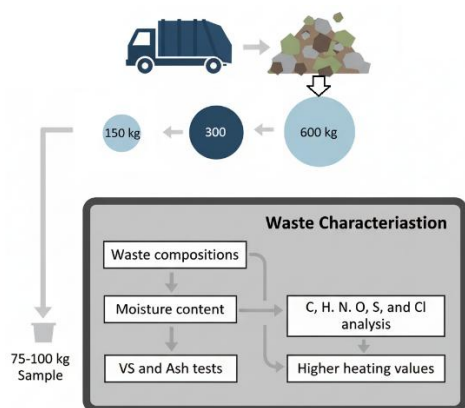 150 kg
300
600 kg
Waste Characteriastion
Waste compositions
Moisture content
C, H. N. O, S, and Cl
analysis
VS and Ash tests
Higher heating values
75-100 kg
Sample